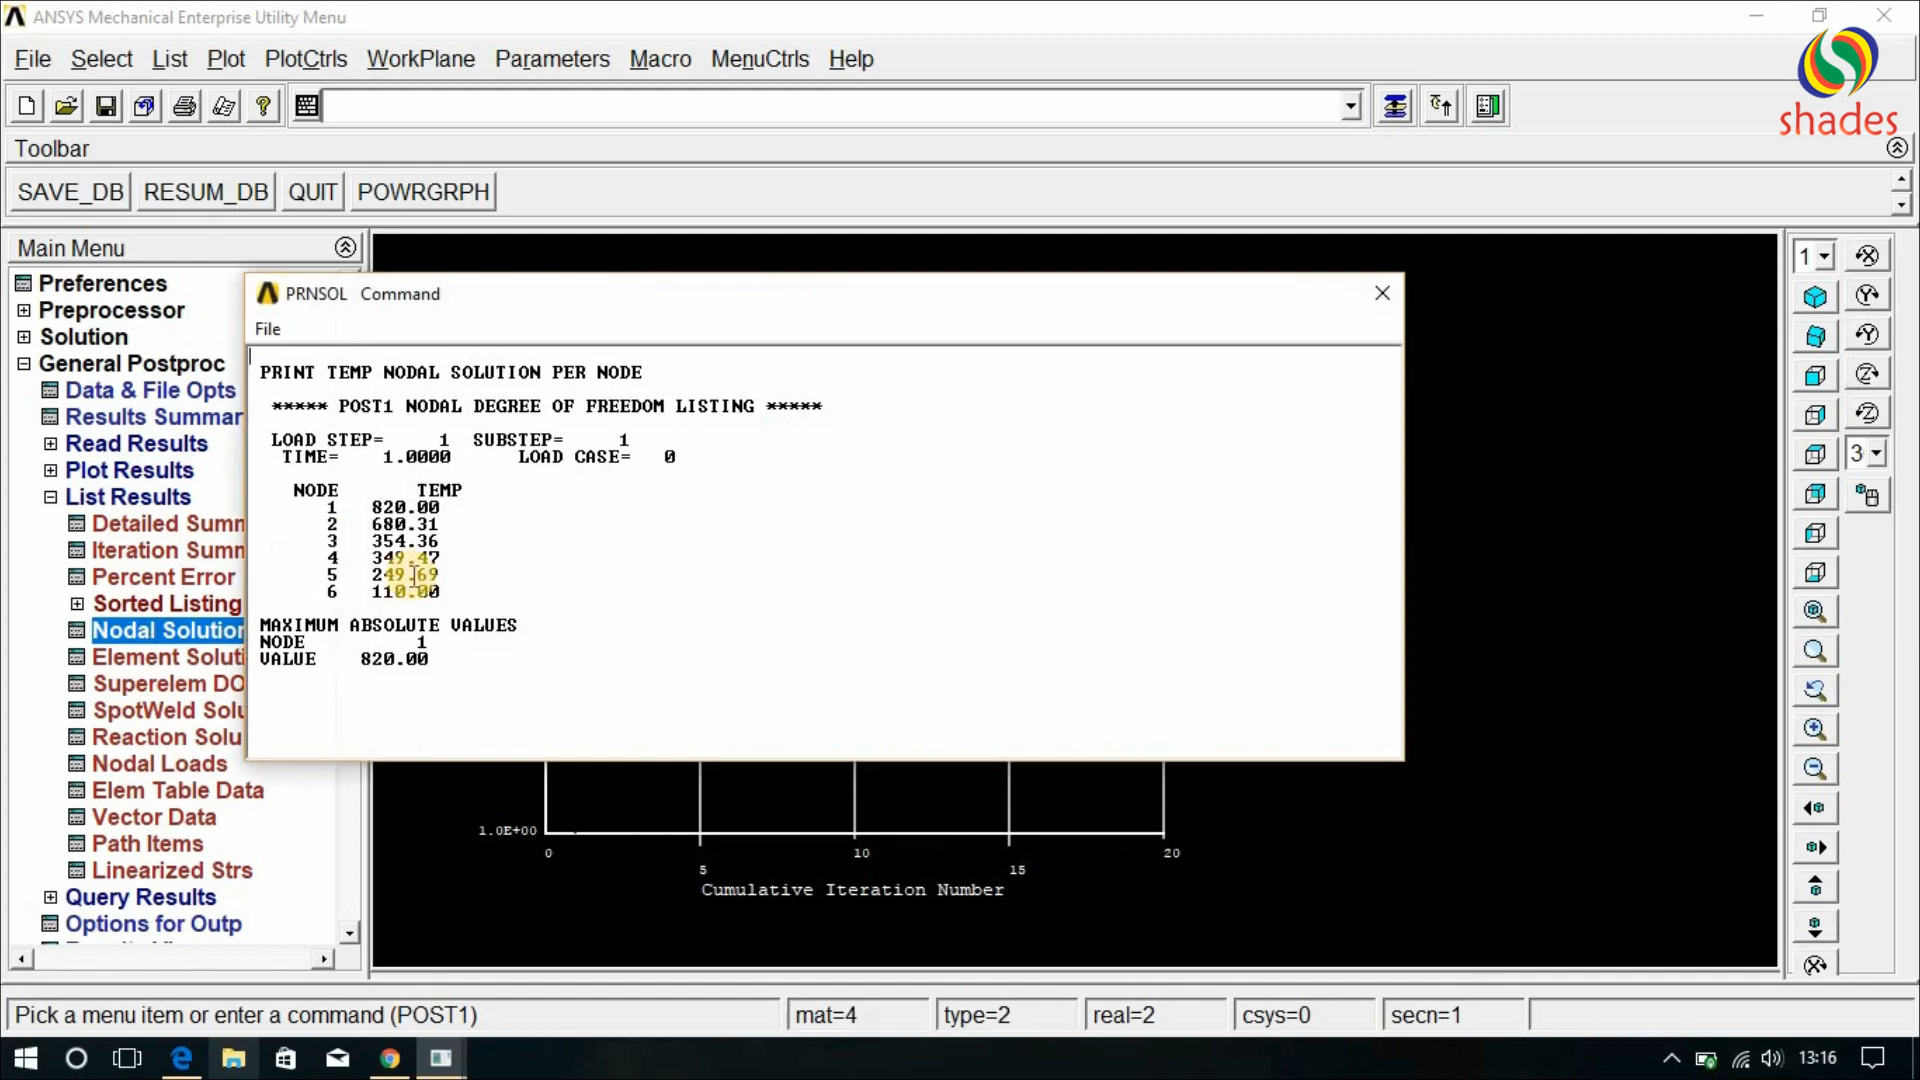 ANSYS Mechanical Enterprise Utility Menu
File Select List Plot PlotCtrls WorkPlane Parameters Macro MenuCtrls Help
shades
Toolbar
SAVE_DB RESUM_DB QUIT POWRGRPH
Main Menu
Preferences
Preprocessor
Solution
General Postproc
Data & File Opts
Results Summar
Read Results
Plot Results
List Results
Detailed Summ
Iteration Summ
Percent Error
Sorted Listing
Nodal Solution
Element Soluti
Superelem DO
SpotWeld Solu
Reaction Solu
Nodal Loads
Elem Table Data
Vector Data
Path Items
Linearized Strs
Query Results
Options for Outp
PRNSOL Command
File
PRINT TEMP NODAL SOLUTION PER NODE
***** POST1 NODAL DEGREE OF FREEDOM LISTING *****
LOAD STEP= 1 SUBSTEP= 1
TIME= 1.0000 LOAD CASE= 0
NODE TEMP
1 820.00
2 680.31
3 354.36
4 349.47
5 249.69
6 110.00
MAXIMUM ABSOLUTE VALUES
NODE 1
VALUE 820.00
1.0E+00
0 5 10 15 20
Cumulative Iteration Number
1
3
Pick a menu item or enter a command (POST1) mat=4 type=2 real=2 csys=0 secn=1
13:16